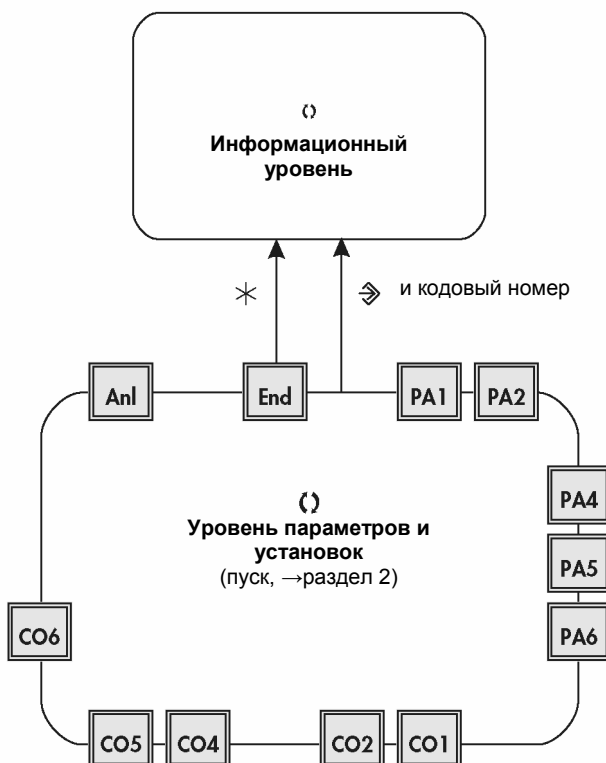 Информационный
уровень
и кодовый номер
Anl
End
PA1
PA2
PA4
Уровень параметров и
установок
(пуск, →раздел 2)
PA5
CO6
PA6
CO5
CO4
CO2
CO1